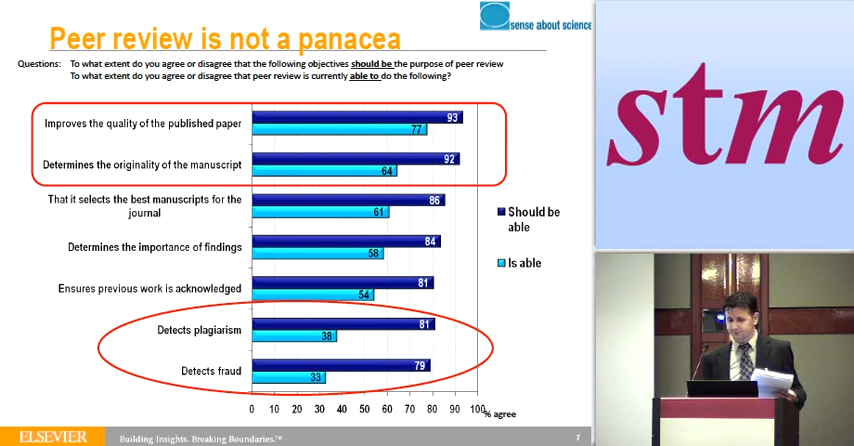 sense about science
Peer review is not a panacea
Questions: To what extent do you agree or disagree that the following objectives should be the purpose of peer review
To what extent do you agree or disagree that peer review is currently able to do the following?
Improves the quality of the published paper
93
77
Determines the originality of the manuscript
92
64
That it selects the best manuscripts for the
journal
86
61
Determines the importance of findings
84
58
Ensures previous work is acknowledged
81
54
Detects plagiarism
81
38
Detects fraud
79
33
Should be
able
Is able
0 10 20 30 40 50 60 70 80 90 100
% agree
ELSEVIER
Building Insights. Breaking Boundaries.™
7
stm